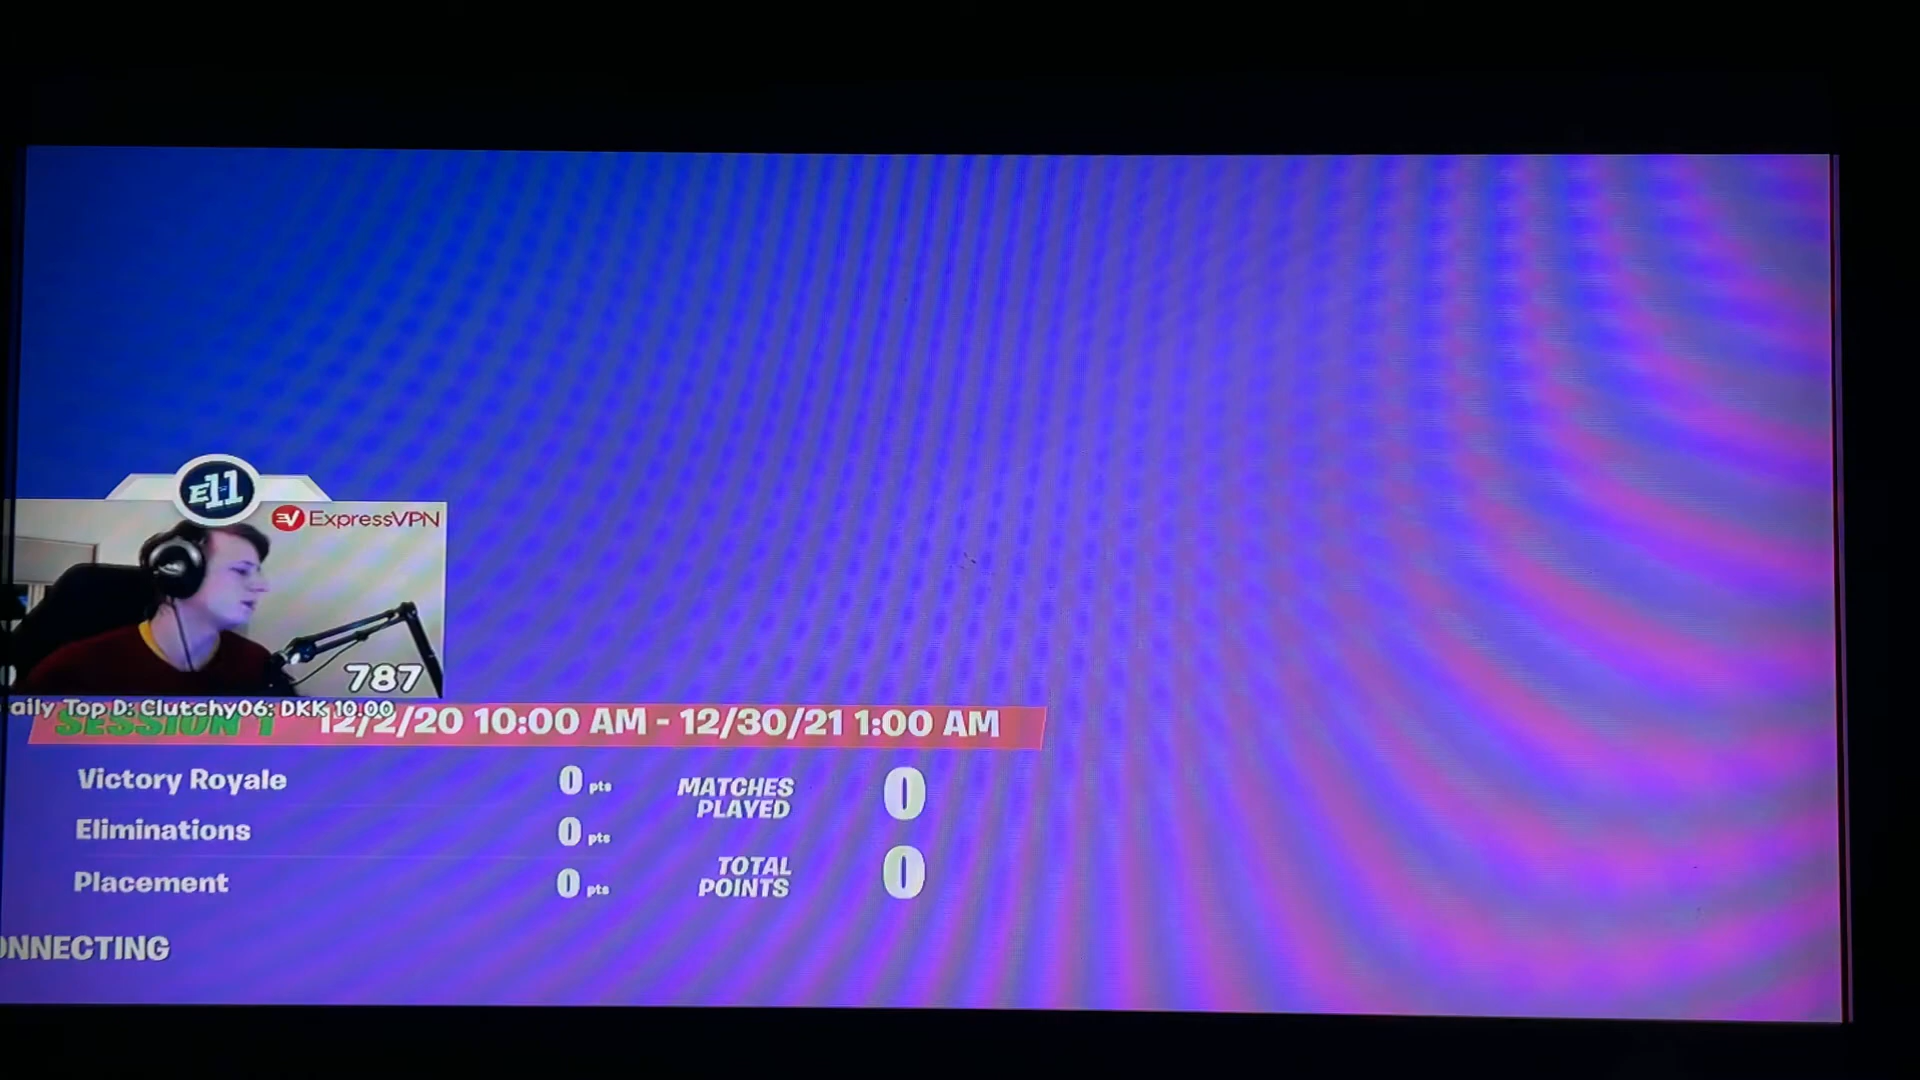 E11
ExpressVPN
787
aily Top D: Clutchy06: DKK 10.00
SESSION 1 12/2/20 10:00 AM - 12/30/21 1:00 AM
Victory Royale 0 pts
Eliminations 0 pts
Placement 0 pts
MATCHES
PLAYED 0
TOTAL
POINTS 0
ONNECTING